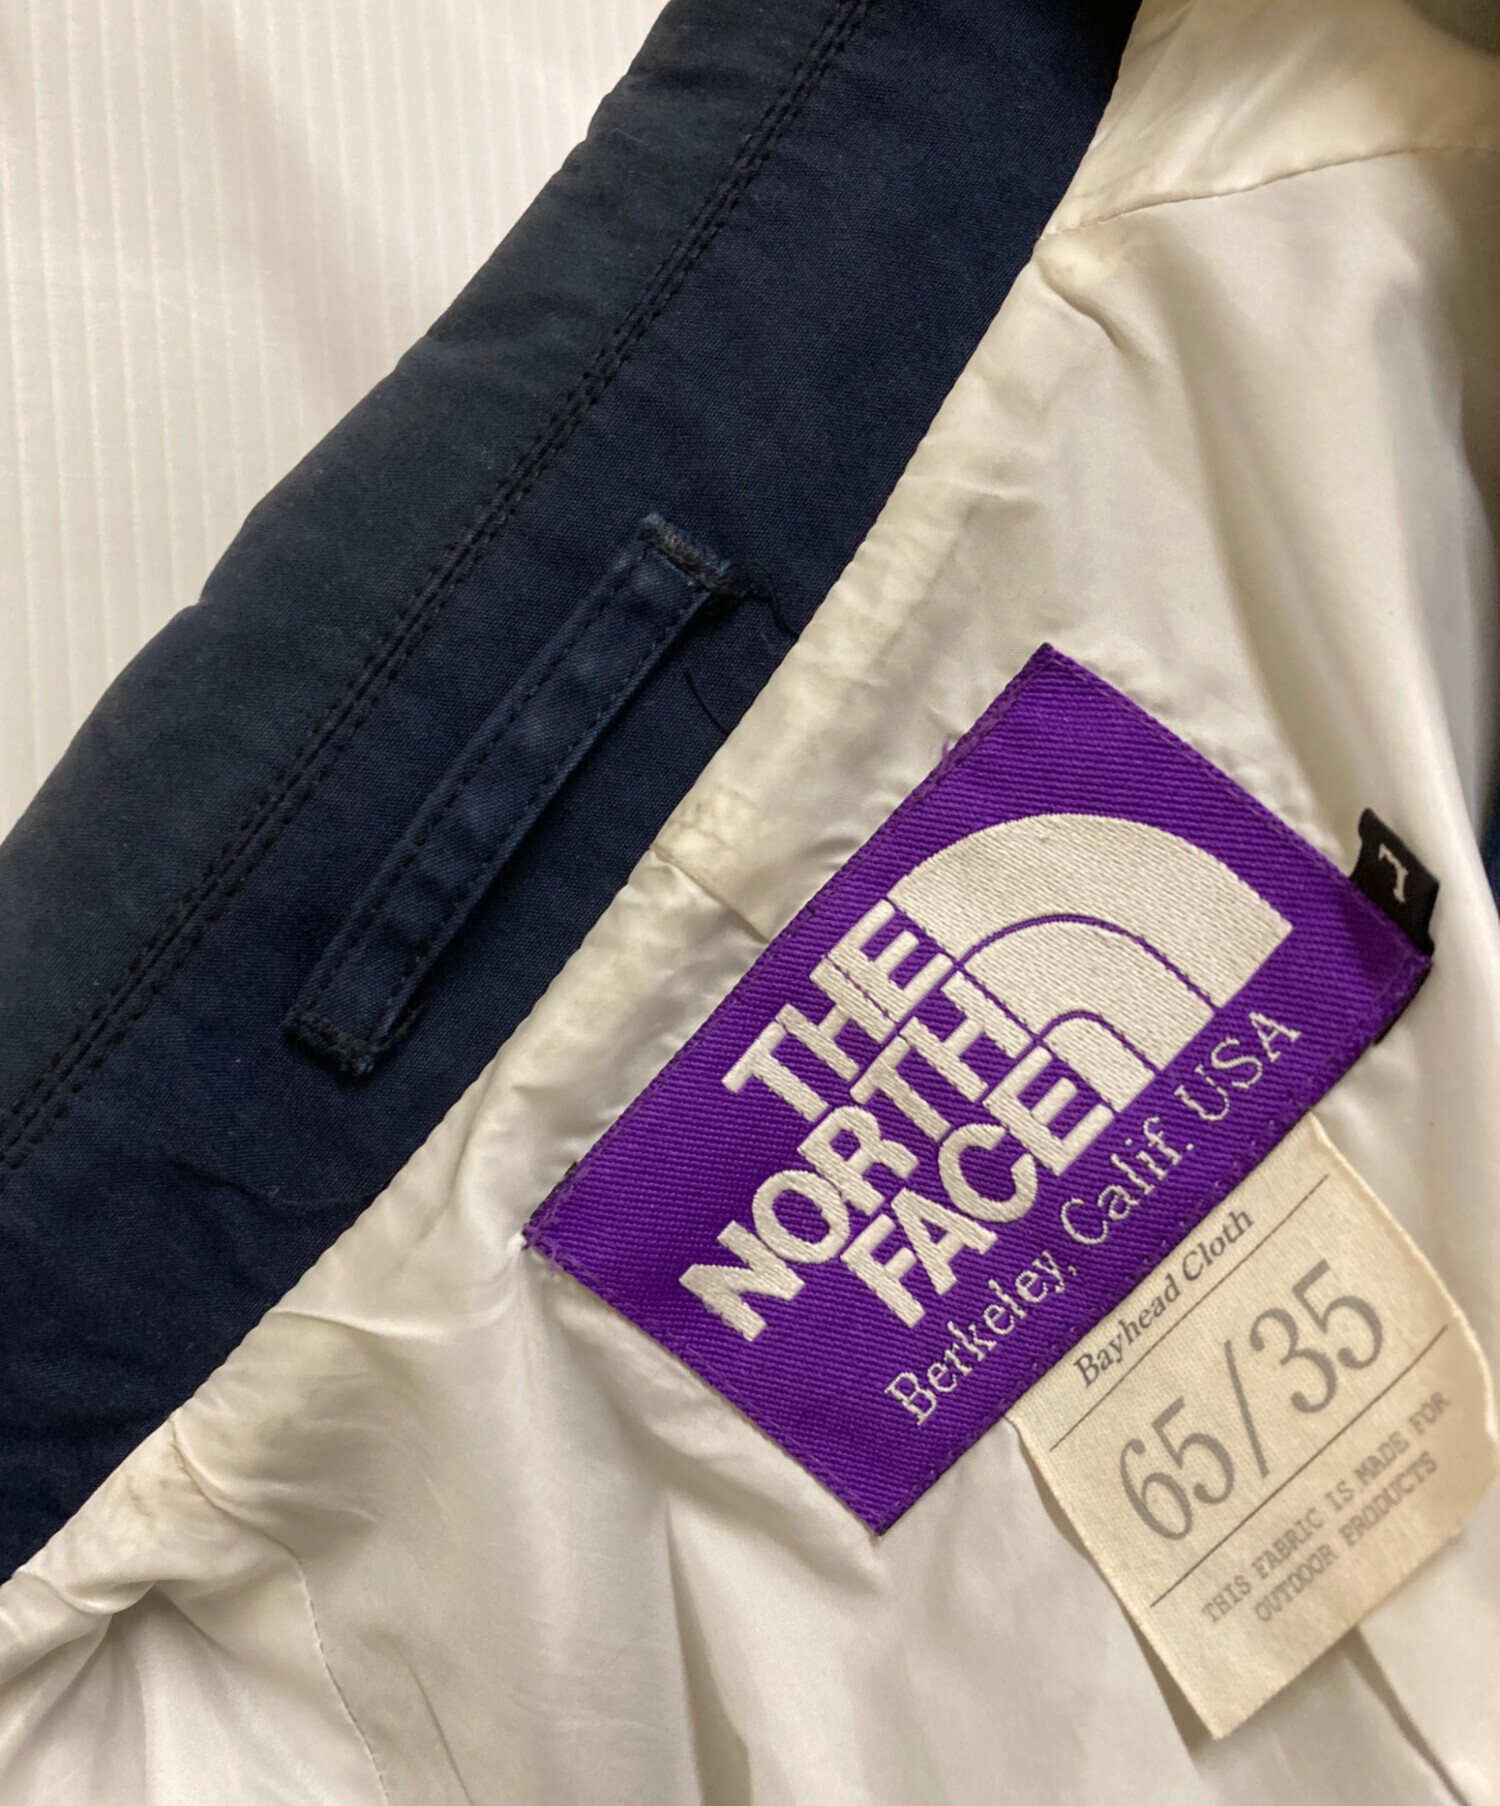 THE
NORTH
FACE
Berkeley, Calif. USA
L
Bayhead Cloth
65/35
THIS FABRIC IS MADE FOR
OUTDOOR PRODUCTS